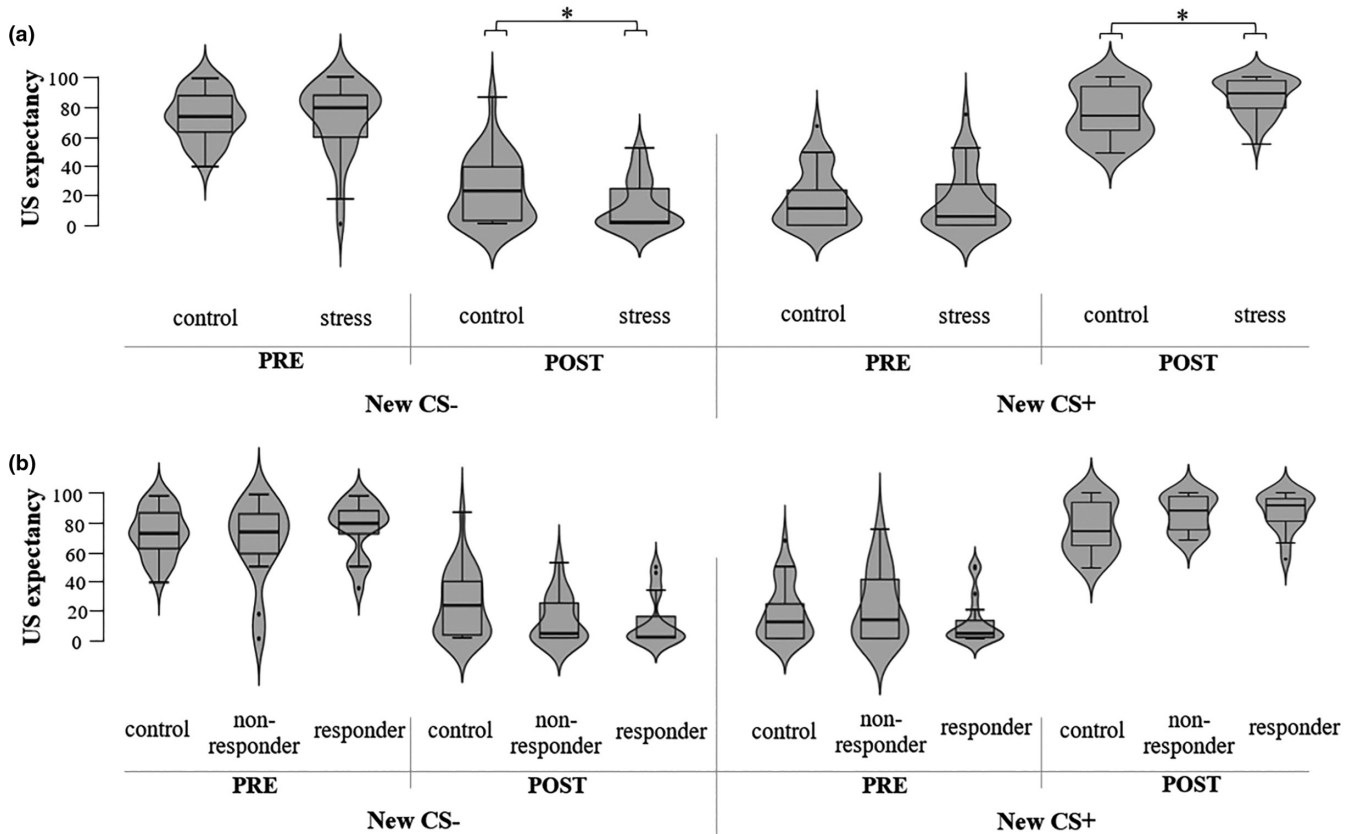 (a)
* *
US expectancy
100
80
60
40
20
0
control stress control stress control stress control stress
PRE POST PRE POST
New CS- New CS+
(b)
US expectancy
100
80
60
40
20
0
control non-responder responder control non-responder responder control non-responder responder control non-responder responder
PRE POST PRE POST
New CS- New CS+